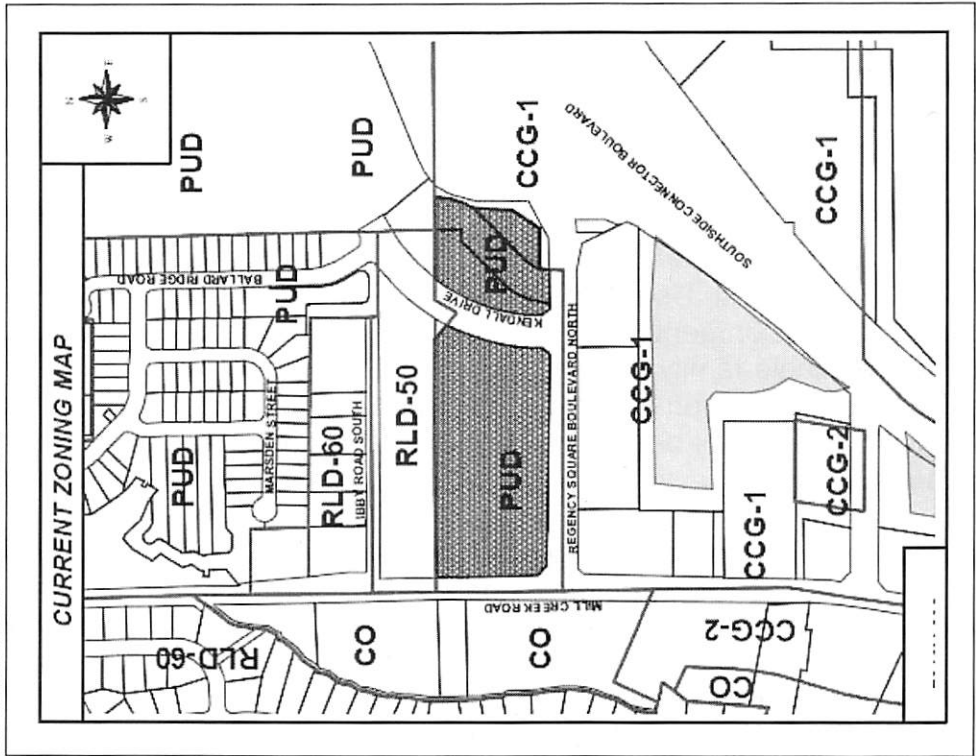 CURRENT ZONING MAP
N
E
S
W
PUD
PUD
BALLARD RIDGE ROAD
PUD
MARSDEN STREET
PUD
RLD-60
IBBY ROAD SOUTH
RLD-50
RLD-60
CO
CO
CCG-2
CO
MILL CREEK ROAD
PUD
KENDALL DRIVE
PUD
REGENCY SQUARE BOULEVARD NORTH
CCG-1
SOUTHSIDE CONNECTOR BOULEVARD
CCG-1
CCG-1
CCG-1
CCG-2